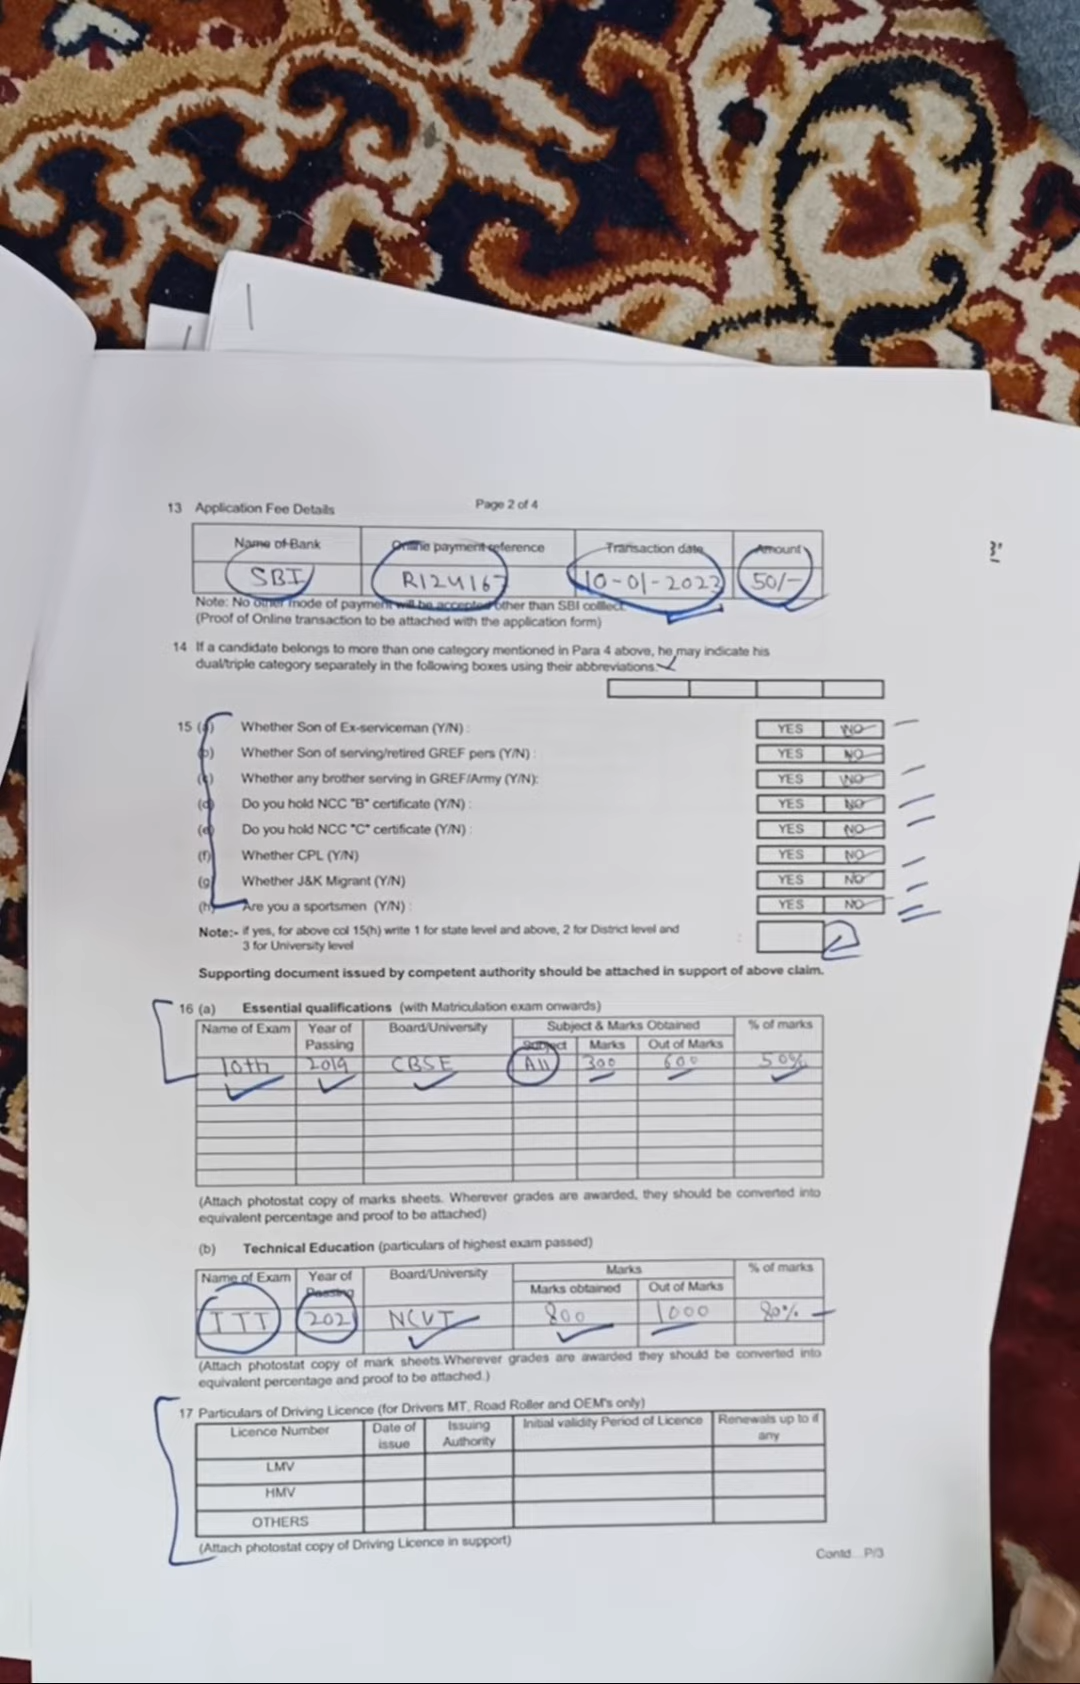 Page 2 of 4
13 Application Fee Details
Name of Bank Online payment reference Transaction date Amount
SBI R124167 10-01-2023 50/-
Note: No other mode of payment will be accepted other than SBI colllect
(Proof of Online transaction to be attached with the application form)
14 If a candidate belongs to more than one category mentioned in Para 4 above, he may indicate his
dual/triple category separately in the following boxes using their abbreviations.
15 (a) Whether Son of Ex-serviceman (Y/N) : YES NO
(b) Whether Son of serving/retired GREF pers (Y/N) : YES NO
(c) Whether any brother serving in GREF/Army (Y/N): YES NO
(d) Do you hold NCC "B" certificate (Y/N) : YES NO
(e) Do you hold NCC "C" certificate (Y/N) : YES NO
(f) Whether CPL (Y/N) YES NO
(g) Whether J&K Migrant (Y/N) YES NO
(h) Are you a sportsmen (Y/N) : YES NO
Note:- if yes, for above col 15(h) write 1 for state level and above, 2 for District level and
3 for University level
Supporting document issued by competent authority should be attached in support of above claim.
16 (a) Essential qualifications (with Matriculation exam onwards)
Name of Exam Year of Board/University Subject & Marks Obtained % of marks
Passing Subject Marks Out of Marks
10th 2019 CBSE All 300 600 50%
(Attach photostat copy of marks sheets. Wherever grades are awarded, they should be converted into
equivalent percentage and proof to be attached)
(b) Technical Education (particulars of highest exam passed)
Name of Exam Year of Board/University Marks % of marks
Passing Marks obtained Out of Marks
ITI 202 NCVT 800 1000 80%
(Attach photostat copy of mark sheets.Wherever grades are awarded they should be converted into
equivalent percentage and proof to be attached.)
17 Particulars of Driving Licence (for Drivers MT, Road Roller and OEM's only)
Licence Number Date of Issuing Initial validity Period of Licence Renewals up to if
issue Authority any
LMV
HMV
OTHERS
(Attach photostat copy of Driving Licence in support)
Contd...P/3